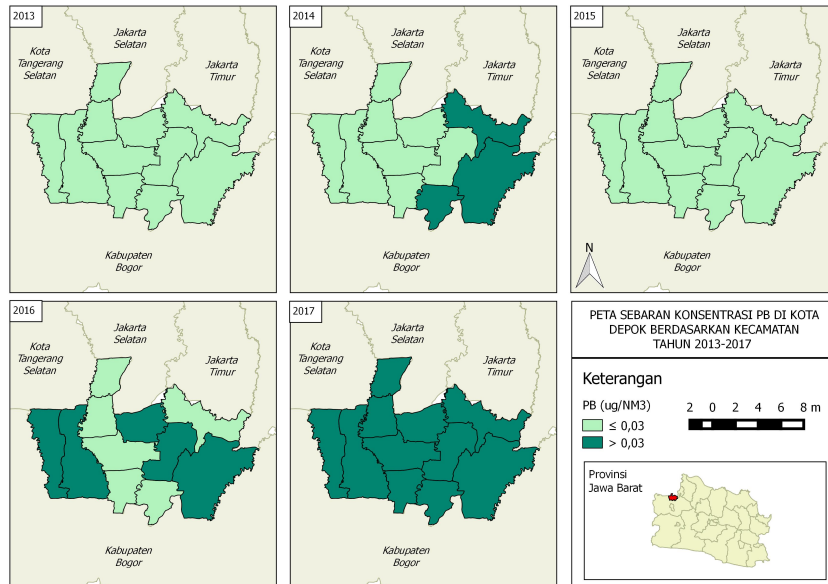 2013
Jakarta
Selatan
Kota
Tangerang
Selatan
Jakarta
Timur
Kabupaten
Bogor
2014
Jakarta
Selatan
Kota
Tangerang
Selatan
Jakarta
Timur
Kabupaten
Bogor
2015
Jakarta
Selatan
Kota
Tangerang
Selatan
Jakarta
Timur
Kabupaten
Bogor
N
2016
Jakarta
Selatan
Kota
Tangerang
Selatan
Jakarta
Timur
Kabupaten
Bogor
2017
Jakarta
Selatan
Kota
Tangerang
Selatan
Jakarta
Timur
Kabupaten
Bogor
PETA SEBARAN KONSENTRASI PB DI KOTA
DEPOK BERDASARKAN KECAMATAN
TAHUN 2013-2017
Keterangan
PB (ug/NM3)
≤ 0,03
> 0,03
2 0 2 4 6 8 m
Provinsi
Jawa Barat